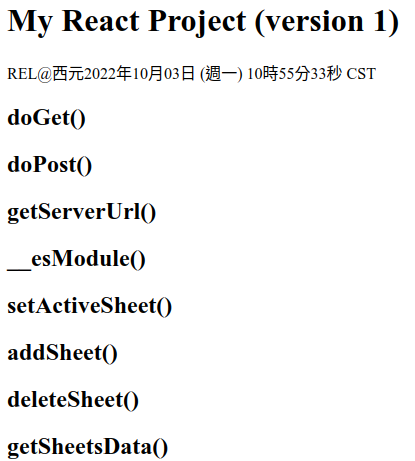 My React Project (version 1)
REL@西元2022年10月03日 (週一) 10時55分33秒 CST
doGet()
doPost()
getServerUrl()
__esModule()
setActiveSheet()
addSheet()
deleteSheet()
getSheetsData()